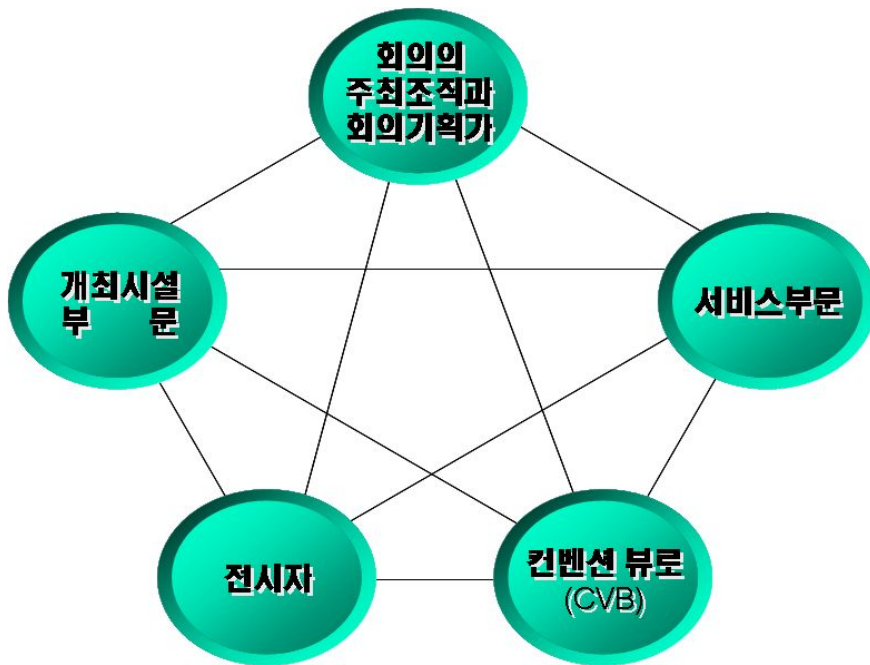 회의의
주최조직과
회의기획가
개최시설
부 문
서비스부문
전시자
컨벤션 뷰로
(CVB)